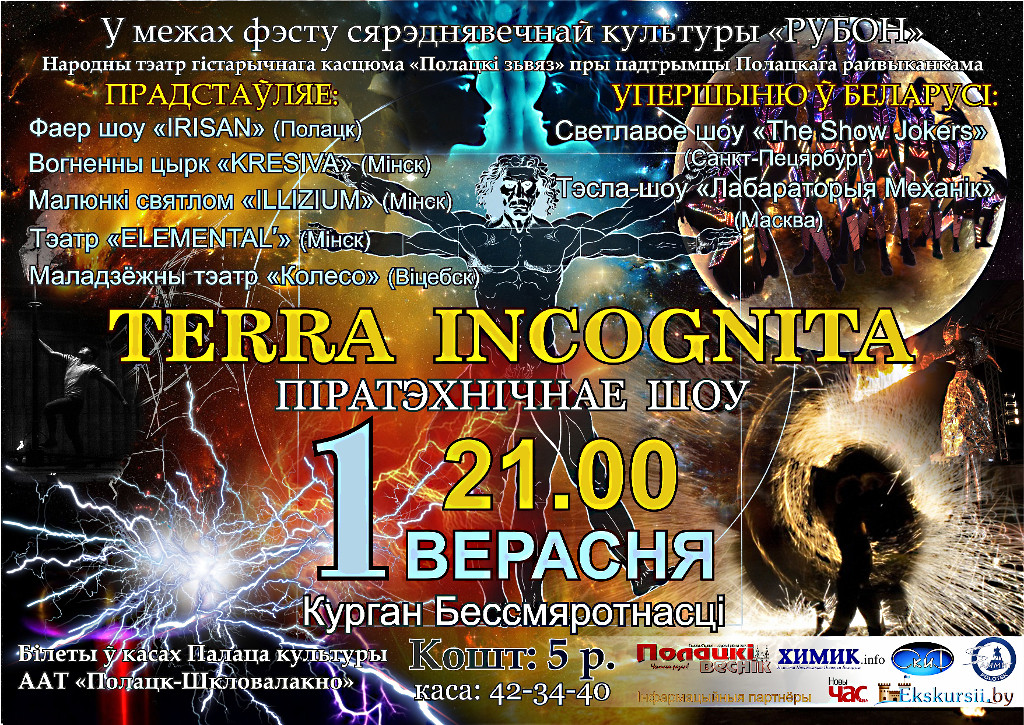 У межах фэсту сярэднявечнай культуры «РУБОН»
Народны тэатр гістарычнага касцюма «Полацкі зьвяз» пры падтрымцы Полацкага райвыканкама
ПРАДСТАЎЛЯЕ:
Фаер шоу «IRISAN» (Полацк)
Вогненны цырк «KRESIVA» (Мінск)
Малюнкі святлом «ILLIZIUM» (Мінск)
Тэатр «ELEMENTAL'» (Мінск)
Маладзёжны тэатр «Колесо» (Віцебск)
УПЕРШЫНЮ Ў БЕЛАРУСІ:
Светлавое шоу «The Show Jokers»
(Санкт-Пецярбург)
Тэсла-шоу «Лабараторыя Механік»
(Масква)
TERRA INCOGNITA
ПІРАТЭХНІЧНАЕ ШОУ
1 21.00
ВЕРАСНЯ
Курган Бессмяротнасці
Білеты ў касах Палаца культуры
ААТ «Полацк-Шкловалакно»
Кошт: 5 р.
каса: 42-34-40
Полацкі
Веснік
ХИМИК.info
СКИТ
Інфармацыйныя партнёры
Новы
ЧАС
Ekskursii.by